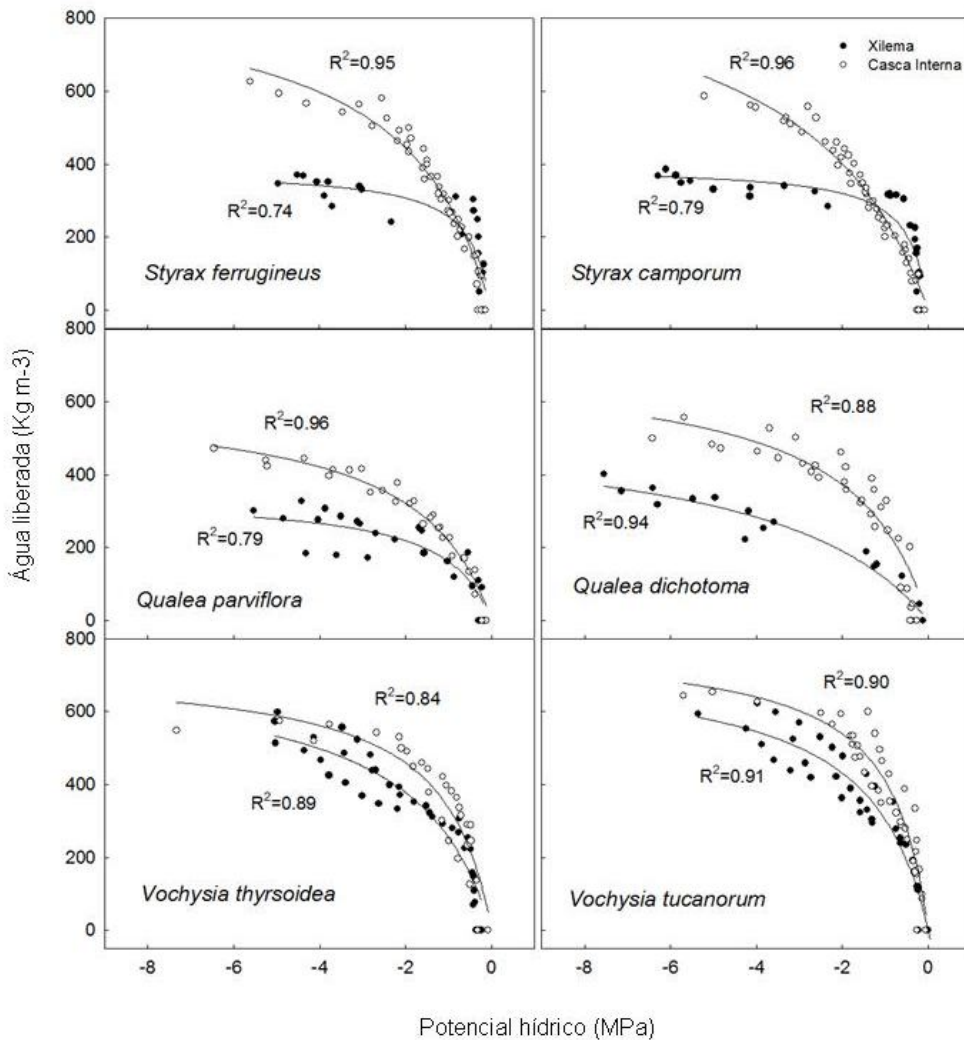 800
600
400
200
0
R²=0.95
R²=0.74
Styrax ferrugineus
R²=0.96
R²=0.79
Styrax camporum
Xilema
Casca Interna
Água liberada (Kg m-3)
800
600
400
200
0
R²=0.96
R²=0.79
Qualea parviflora
R²=0.88
R²=0.94
Qualea dichotoma
800
600
400
200
0
R²=0.84
R²=0.89
Vochysia thyrsoidea
R²=0.90
R²=0.91
Vochysia tucanorum
-8 -6 -4 -2 0
-8 -6 -4 -2 0
Potencial hídrico (MPa)